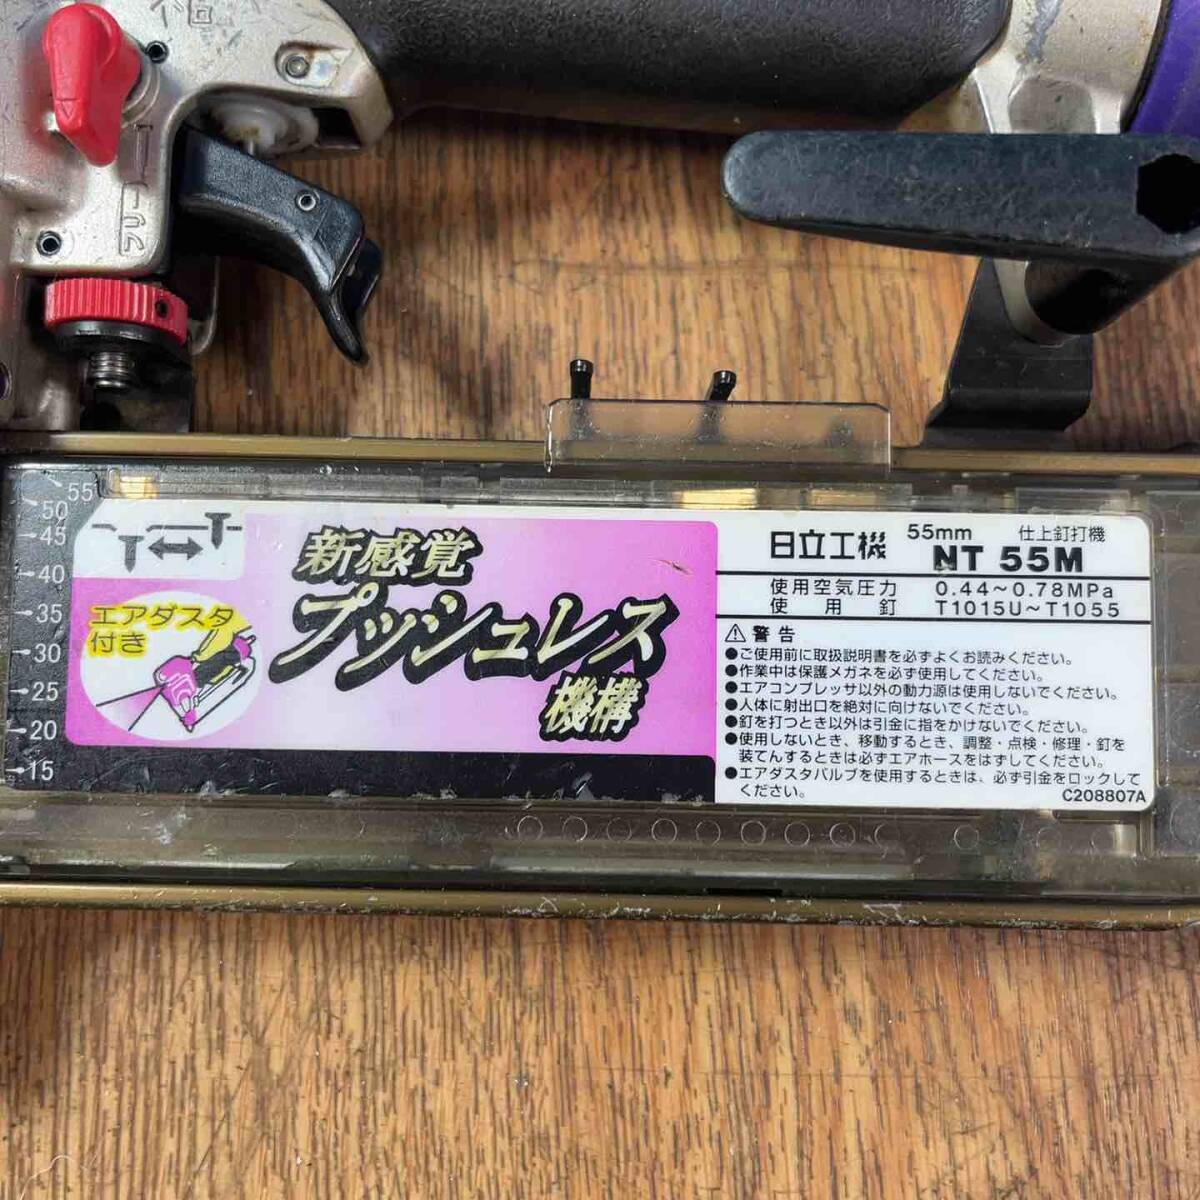 フリー
55
50
45
40
35
30
25
20
15
エアダスタ
付き
新感覚
プッシュレス
機構
日立工機 55mm 仕上釘打機
NT 55M
使用空気圧力 0.44～0.78MPa
使用釘 T1015U～T1055
⚠警告
●ご使用前に取扱説明書を必ずよくお読みください。
●作業中は保護メガネを必ず使用してください。
●エアコンプレッサ以外の動力源は使用しないでください。
●人体に射出口を絶対に向けないでください。
●釘を打つとき以外は引金に指をかけないでください。
●使用しないとき、移動するとき、調整・点検・修理・釘を
装てんするときは必ずエアホースをはずしてください。
●エアダスタバルブを使用するときは、必ず引金をロックして
ください。
C208807A